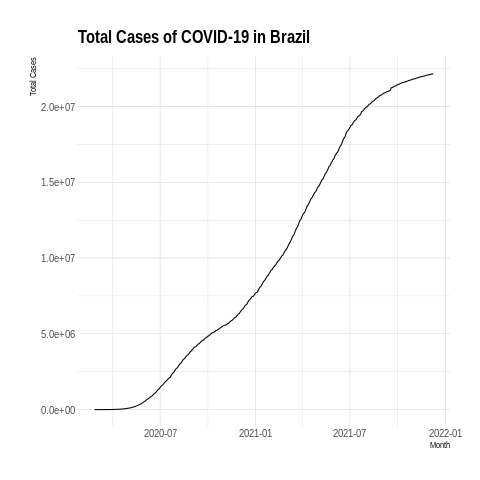 Total Cases of COVID-19 in Brazil
Total Cases
2.0e+07
1.5e+07
1.0e+07
5.0e+06
0.0e+00
2020-07 2021-01 2021-07 2022-01
Month